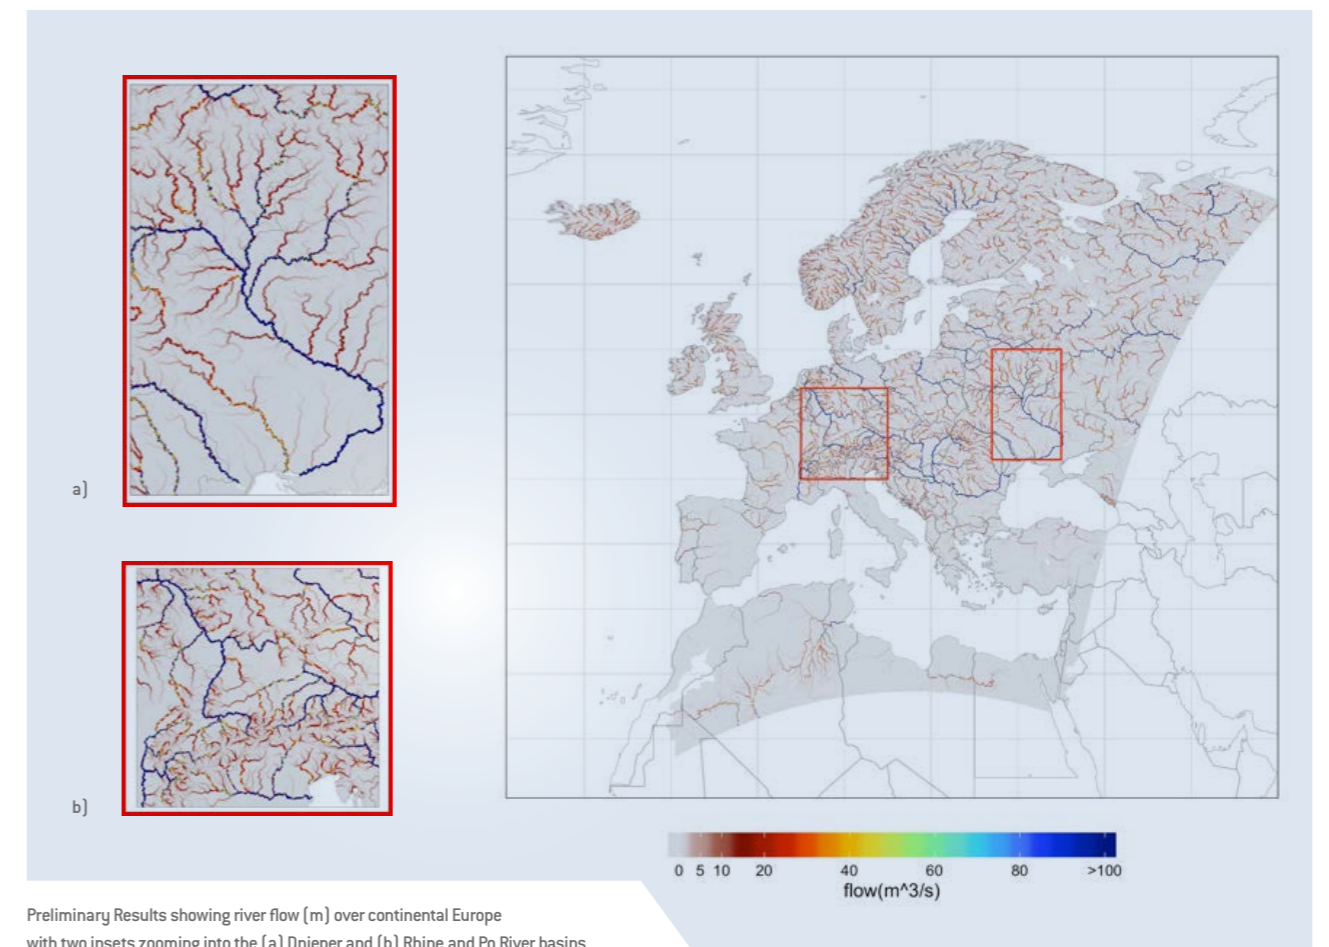 a)
b)
0 5 10 20 40 60 80 >100
flow(m^3/s)
Preliminary Results showing river flow (m) over continental Europe
with two insets zooming into the (a) Dnieper and (b) Rhine and Po River basins